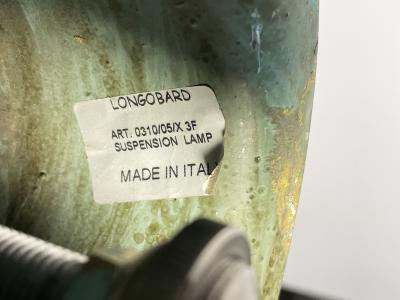 LONGOBARD
ART. 0310/05/X 3F
SUSPENSION LAMP
MADE IN ITAL